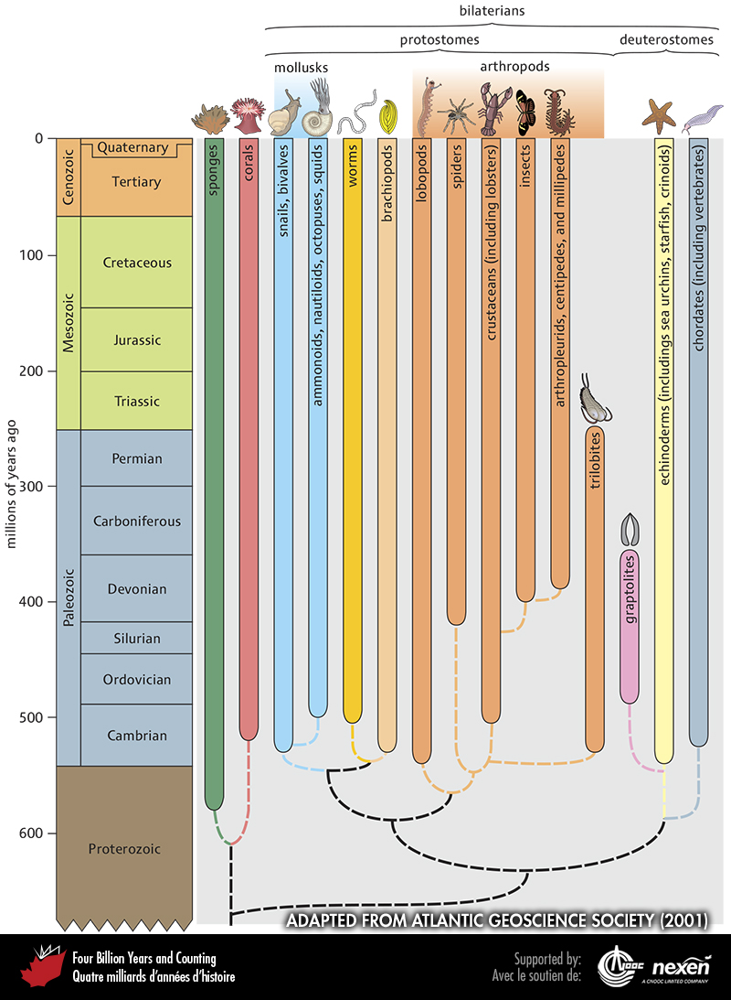 bilaterians
protostomes
deuterostomes
mollusks
arthropods
0
100
200
300
400
500
600
millions of years ago
Cenozoic
Mesozoic
Paleozoic
Quaternary
Tertiary
Cretaceous
Jurassic
Triassic
Permian
Carboniferous
Devonian
Silurian
Ordovician
Cambrian
Proterozoic
sponges
corals
snails, bivalves
ammonoids, nautiloids, octopuses, squids
worms
brachiopods
lobopods
spiders
crustaceans (including lobsters)
insects
arthropleurids, centipedes, and millipedes
trilobites
graptolites
echinoderms (includings sea urchins, starfish, crinoids)
chordates (including vertebrates)
ADAPTED FROM ATLANTIC GEOSCIENCE SOCIETY (2001)
Four Billion Years and Counting
Quatre milliards d'années d'histoire
Supported by:
Avec le soutien de:
CNOOC
nexen
A CNOOC LIMITED COMPANY